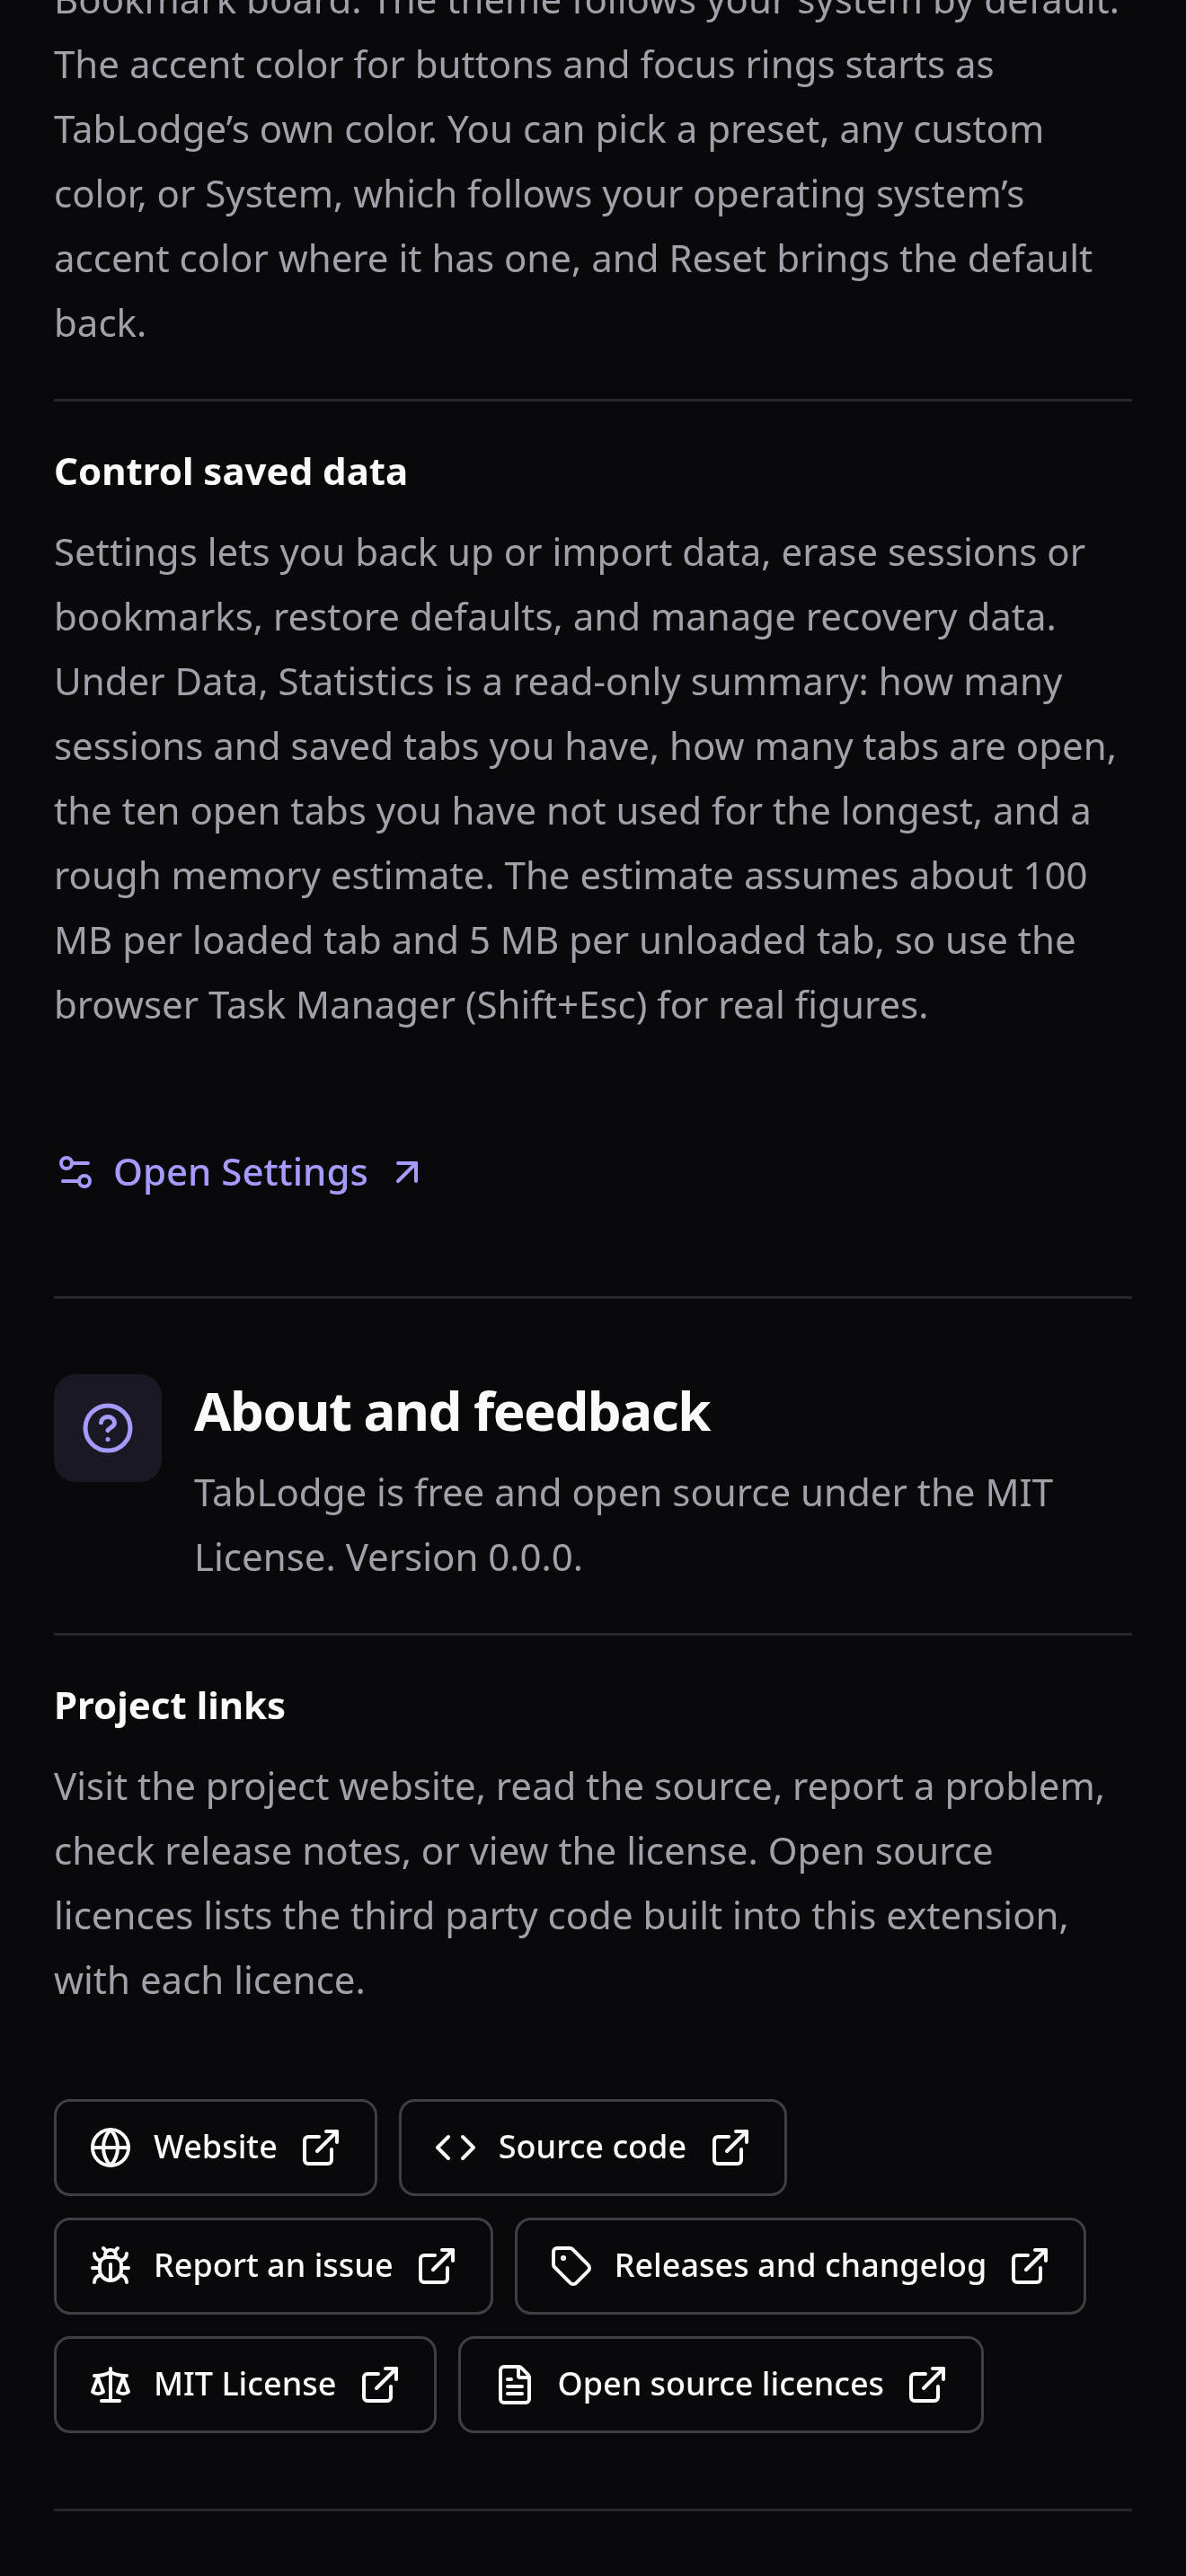 Bookmark board. The theme follows your system by default.
The accent color for buttons and focus rings starts as
TabLodge’s own color. You can pick a preset, any custom
color, or System, which follows your operating system’s
accent color where it has one, and Reset brings the default
back.
Control saved data
Settings lets you back up or import data, erase sessions or
bookmarks, restore defaults, and manage recovery data.
Under Data, Statistics is a read-only summary: how many
sessions and saved tabs you have, how many tabs are open,
the ten open tabs you have not used for the longest, and a
rough memory estimate. The estimate assumes about 100
MB per loaded tab and 5 MB per unloaded tab, so use the
browser Task Manager (Shift+Esc) for real figures.
Open Settings
About and feedback
TabLodge is free and open source under the MIT
License. Version 0.0.0.
Project links
Visit the project website, read the source, report a problem,
check release notes, or view the license. Open source
licences lists the third party code built into this extension,
with each licence.
Website
Source code
Report an issue
Releases and changelog
MIT License
Open source licences